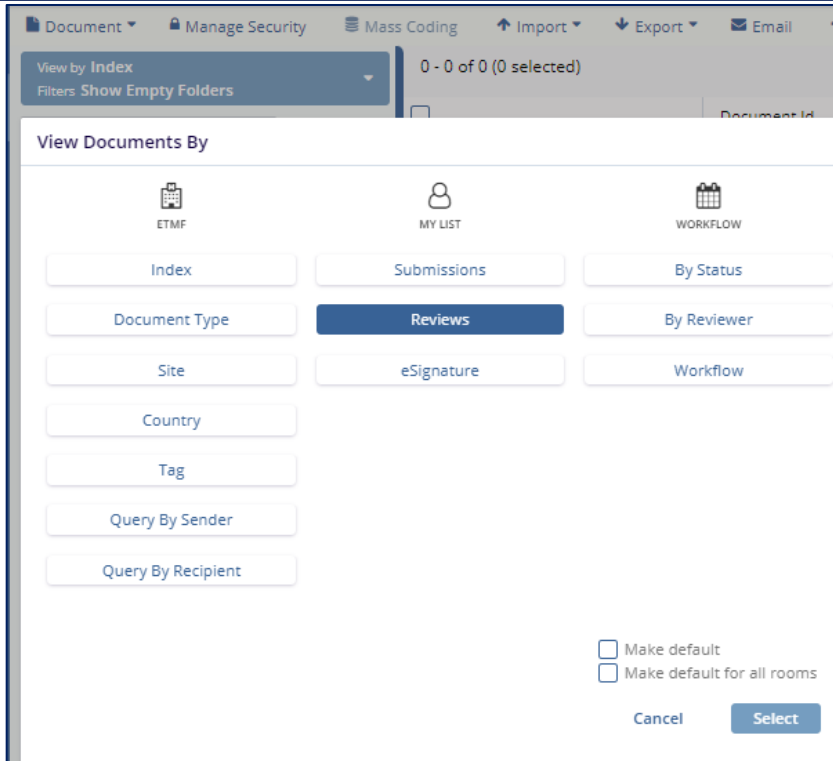 Document Manage Security Mass Coding Import Export Email
View by Index
Filters Show Empty Folders
0 - 0 of 0 (0 selected)
Document Id
View Documents By
ETMF MY LIST WORKFLOW
Index Submissions By Status
Document Type Reviews By Reviewer
Site eSignature Workflow
Country
Tag
Query By Sender
Query By Recipient
Make default
Make default for all rooms
Cancel Select